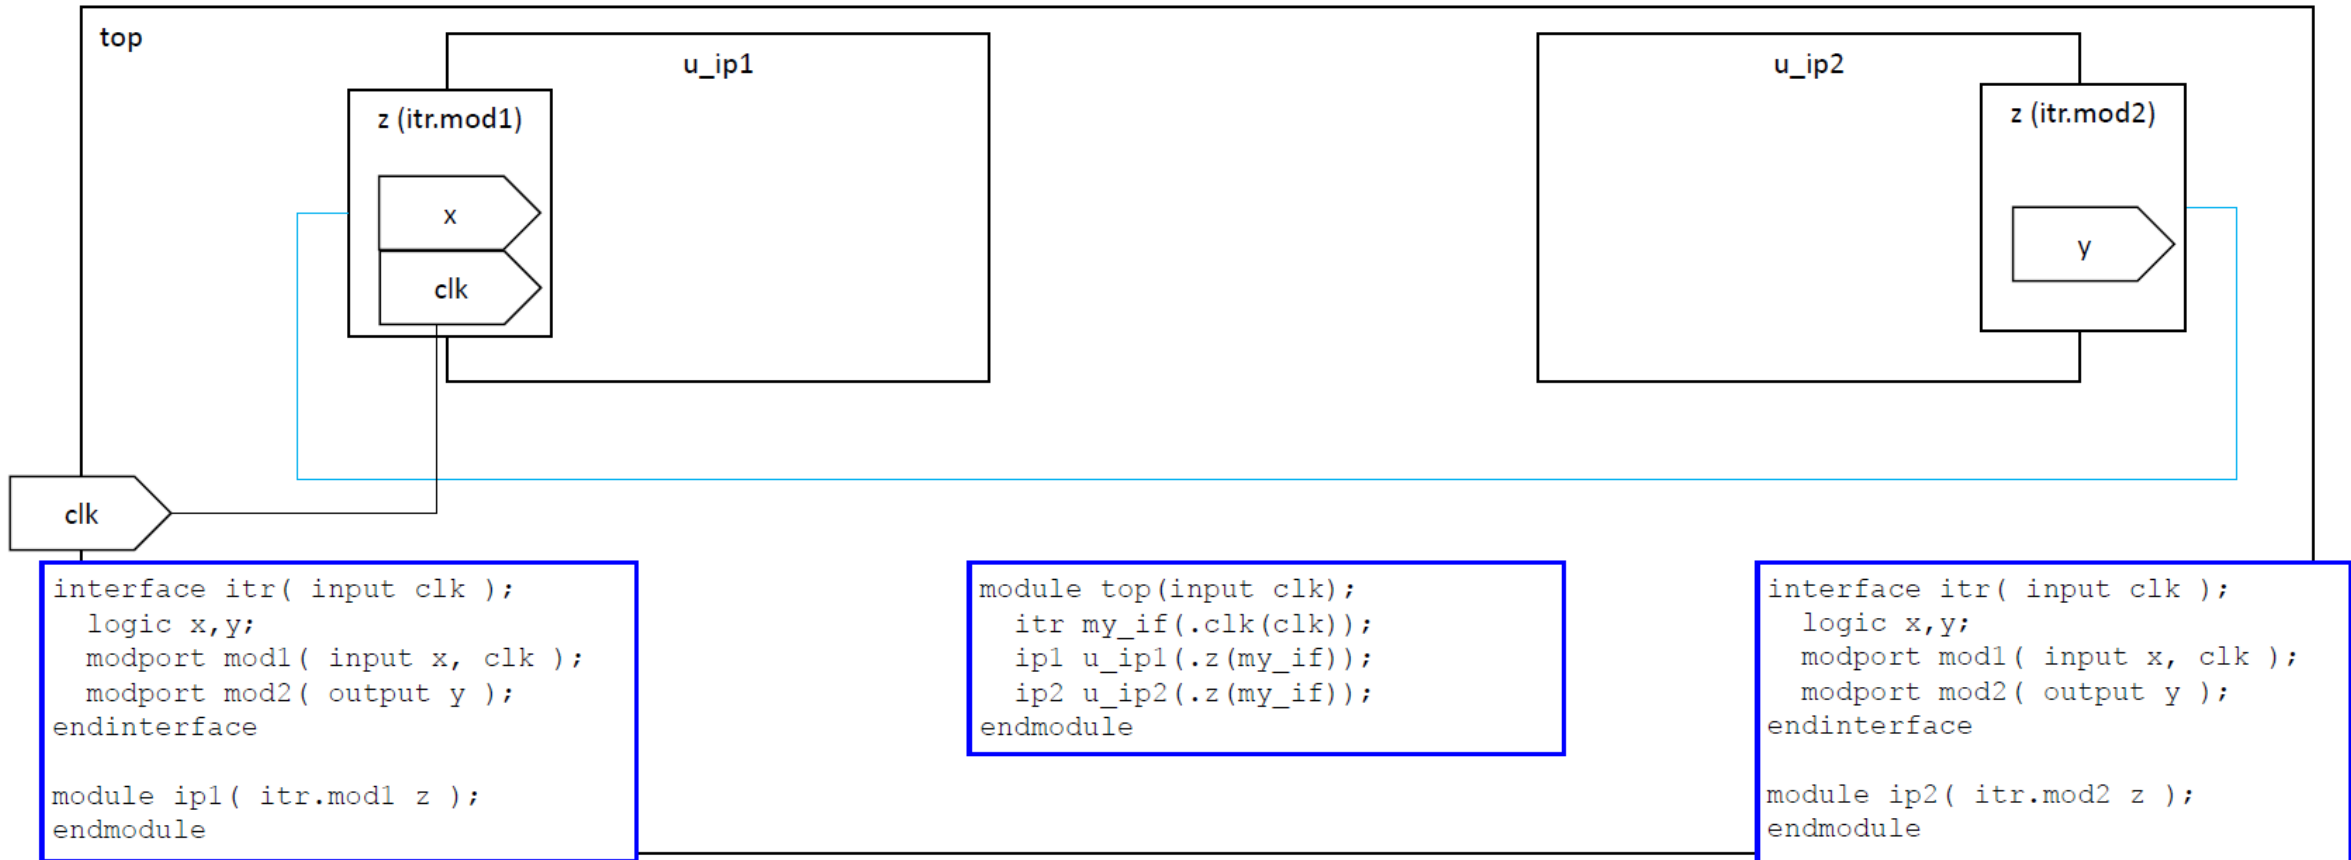 top
u_ip1
u_ip2
z (itr.mod1)
z (itr.mod2)
x
y
clk
clk
interface itr( input clk );
  logic x,y;
  modport mod1( input x, clk );
  modport mod2( output y );
endinterface

module ip1( itr.mod1 z );
endmodule
module top(input clk);
  itr my_if(.clk(clk));
  ip1 u_ip1(.z(my_if));
  ip2 u_ip2(.z(my_if));
endmodule
interface itr( input clk );
  logic x,y;
  modport mod1( input x, clk );
  modport mod2( output y );
endinterface

module ip2( itr.mod2 z );
endmodule